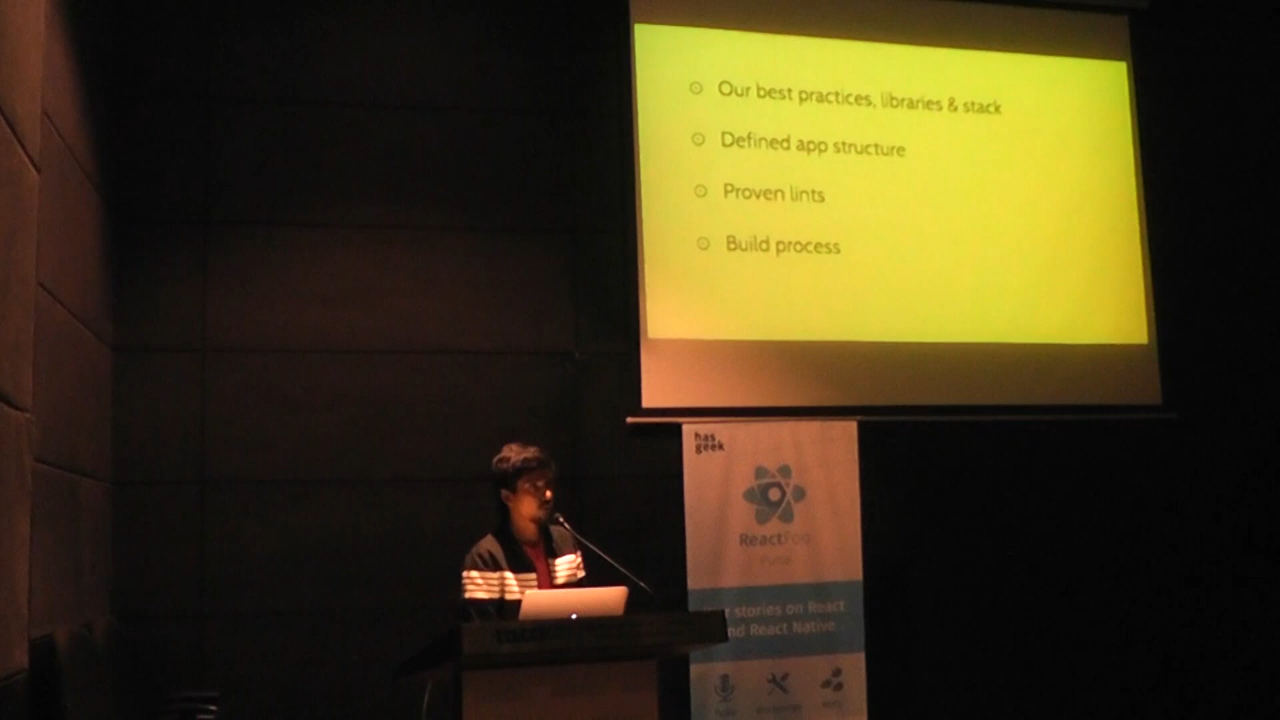 Our best practices, libraries & stack
Defined app structure
Proven lints
Build process
has
geek
ReactFoo
Pune
stories on React
and React Native